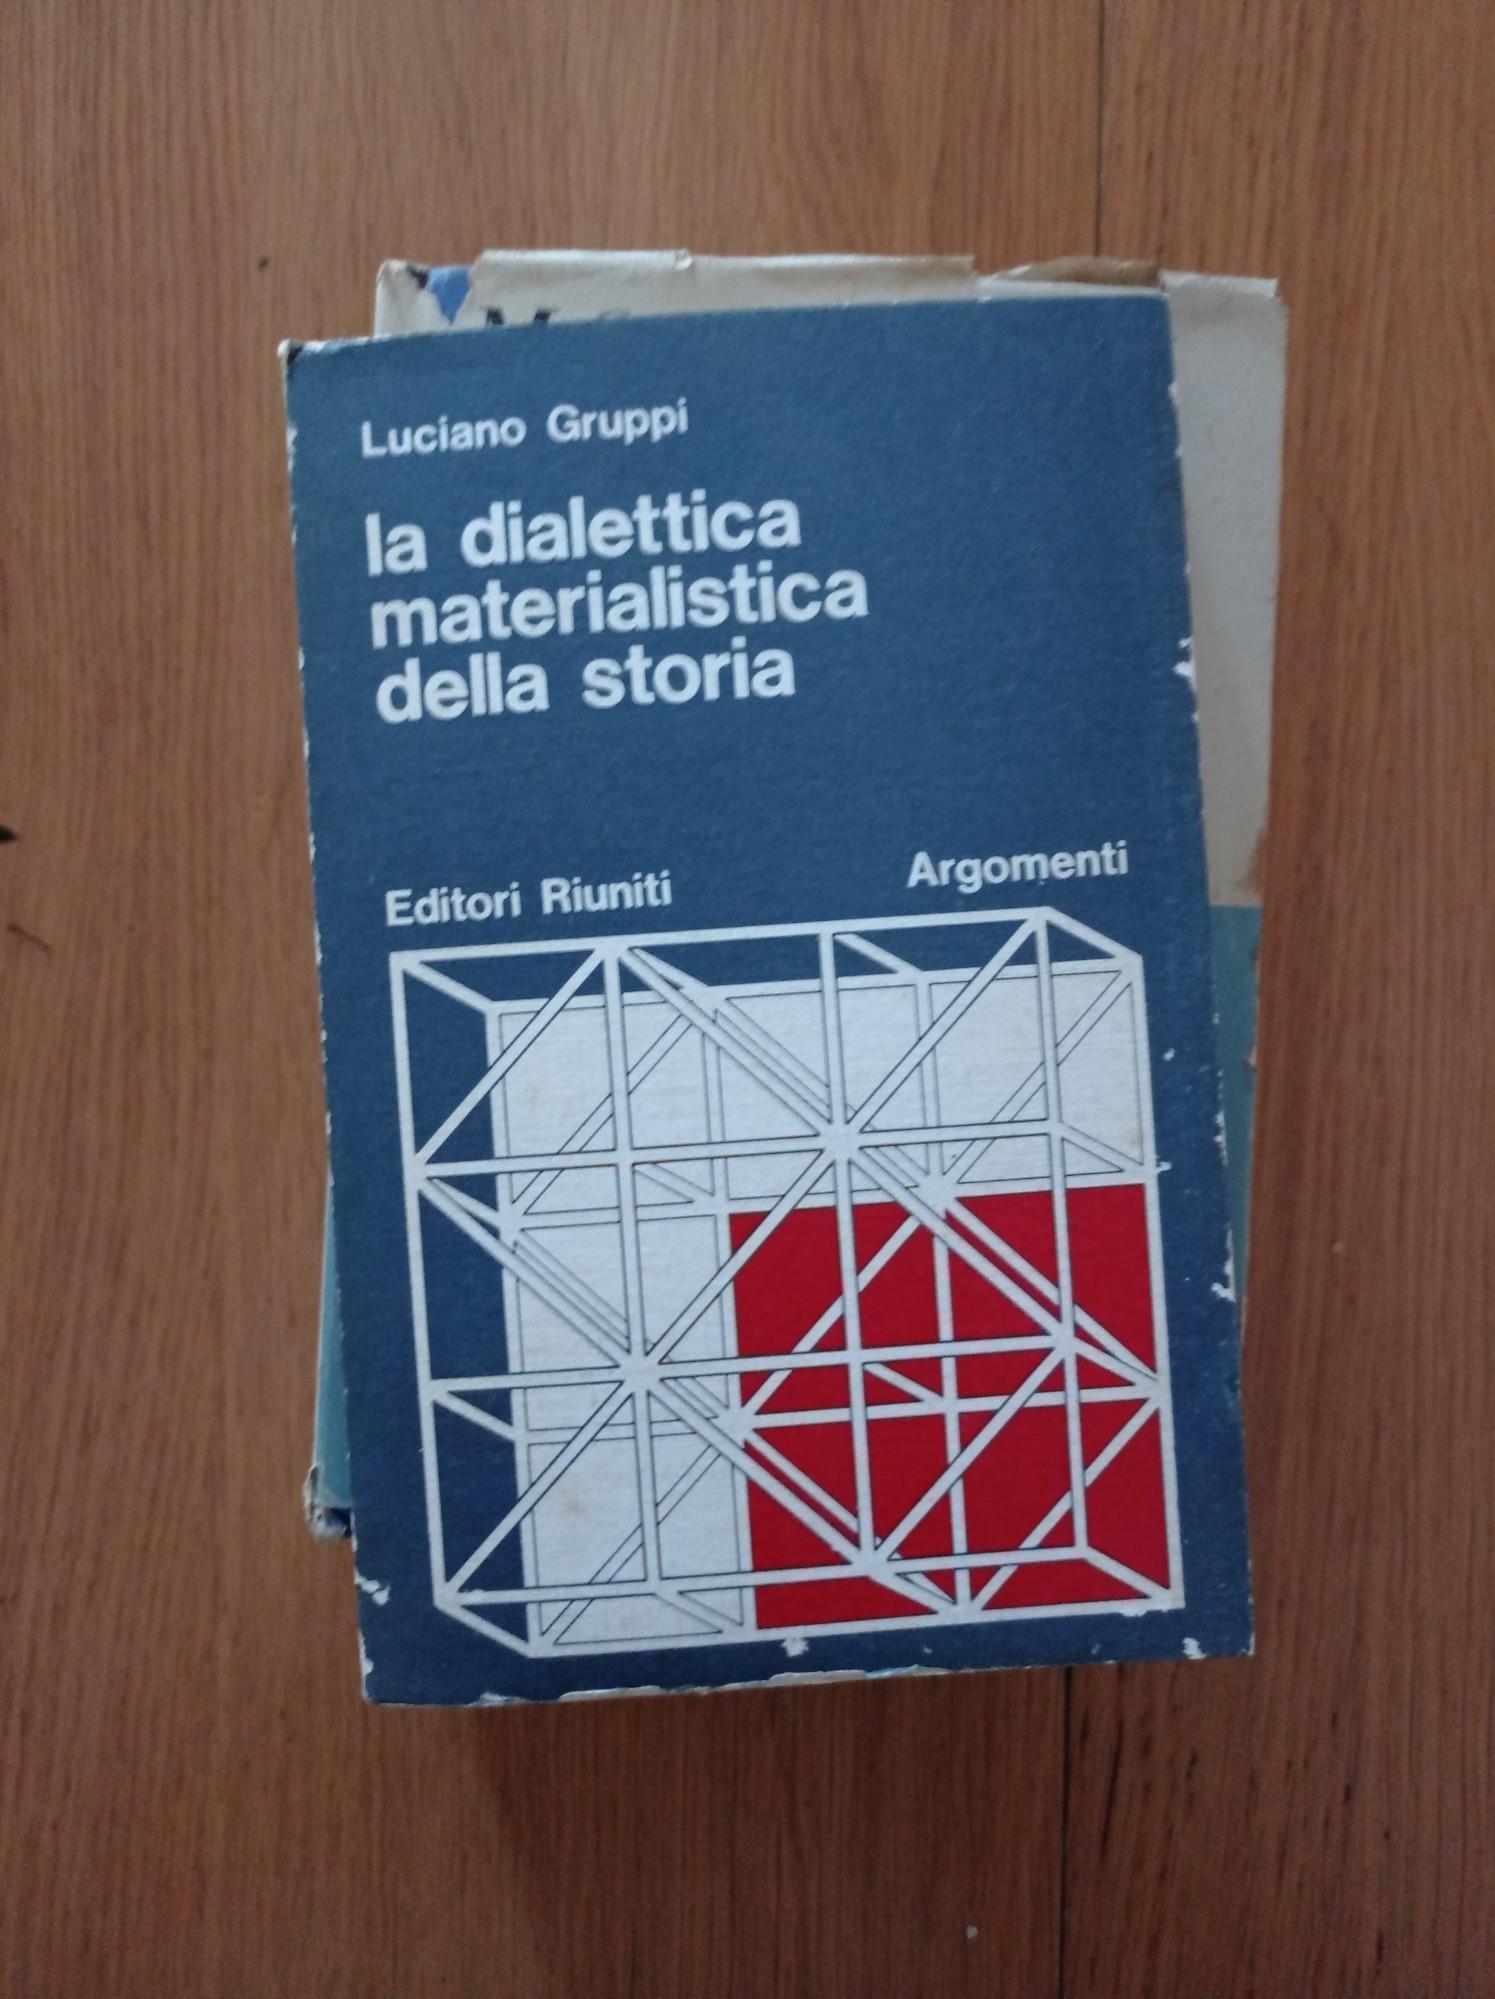 Luciano Gruppi
la dialettica
materialistica
della storia
Editori Riuniti
Argomenti